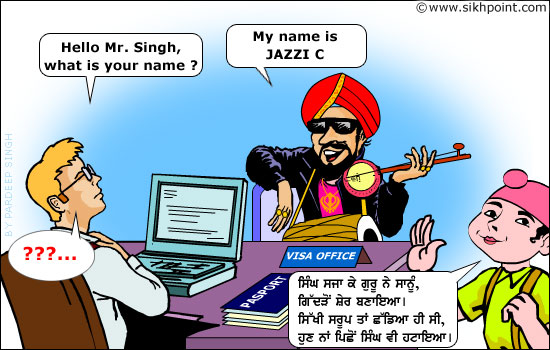 ©www.sikhpoint.com
Hello Mr. Singh,
what is your name ?
My name is
JAZZI C
BY PARDEEP SINGH
???...
VISA OFFICE
PASPORT
ਸਿੰਘ ਸਜਾ ਕੇ ਗੁਰੂ ਨੇ ਸਾਨੂੰ,
ਗਿੱਦੜੋਂ ਸ਼ੇਰ ਬਣਾਇਆ।
ਸਿੱਖੀ ਸਰੂਪ ਤਾਂ ਛੱਡਿਆ ਹੀ ਸੀ,
ਹੁਣ ਨਾਂ ਪਿਛੋਂ ਸਿੰਘ ਵੀ ਹਟਾਇਆ।